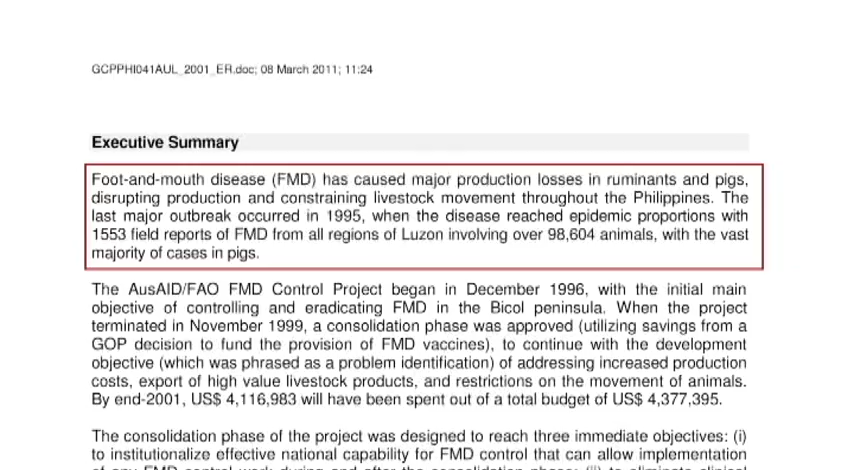 GCPPHI041AUL_2001_ER.doc; 08 March 2011; 11:24
Executive Summary
Foot-and-mouth disease (FMD) has caused major production losses in ruminants and pigs,
disrupting production and constraining livestock movement throughout the Philippines. The
last major outbreak occurred in 1995, when the disease reached epidemic proportions with
1553 field reports of FMD from all regions of Luzon involving over 98,604 animals, with the vast
majority of cases in pigs.
The AusAID/FAO FMD Control Project began in December 1996, with the initial main
objective of controlling and eradicating FMD in the Bicol peninsula. When the project
terminated in November 1999, a consolidation phase was approved (utilizing savings from a
GOP decision to fund the provision of FMD vaccines), to continue with the development
objective (which was phrased as a problem identification) of addressing increased production
costs, export of high value livestock products, and restrictions on the movement of animals.
By end-2001, US$ 4,116,983 will have been spent out of a total budget of US$ 4,377,395.
The consolidation phase of the project was designed to reach three immediate objectives: (i)
to institutionalize effective national capability for FMD control that can allow implementation